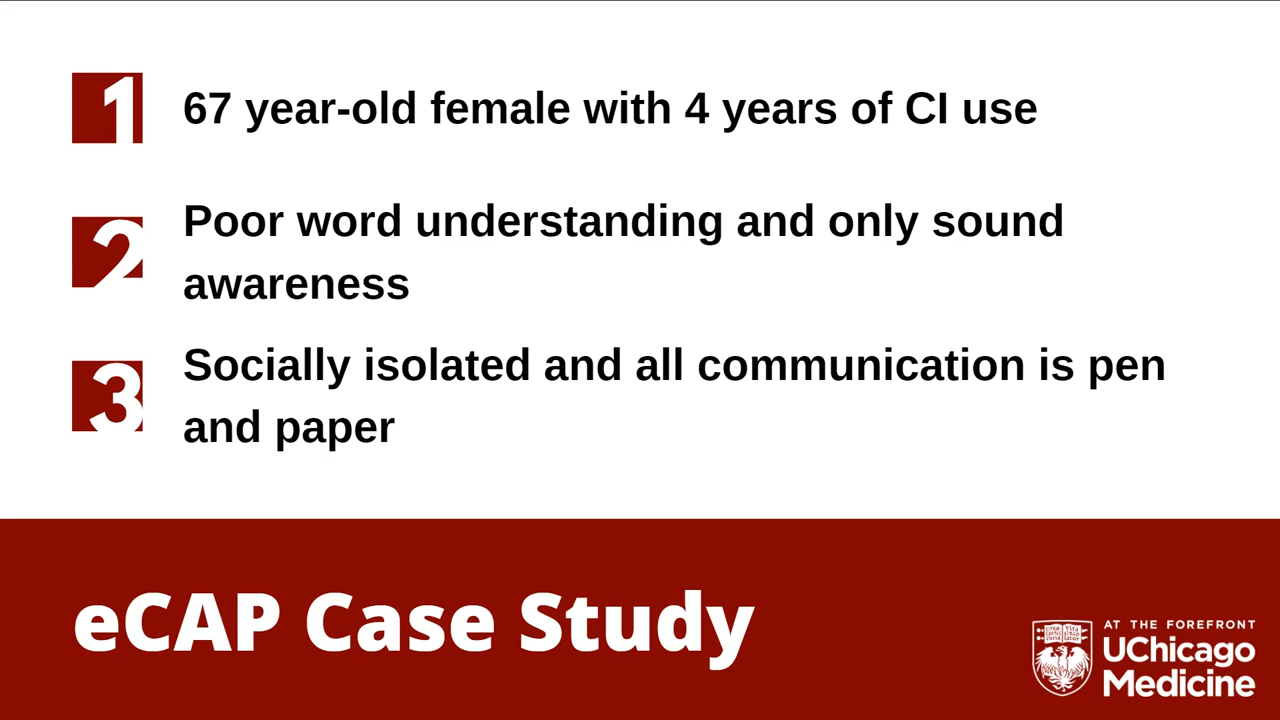 1
67 year-old female with 4 years of CI use
2
Poor word understanding and only sound
awareness
3
Socially isolated and all communication is pen
and paper
eCAP Case Study
AT THE FOREFRONT
UChicago
Medicine